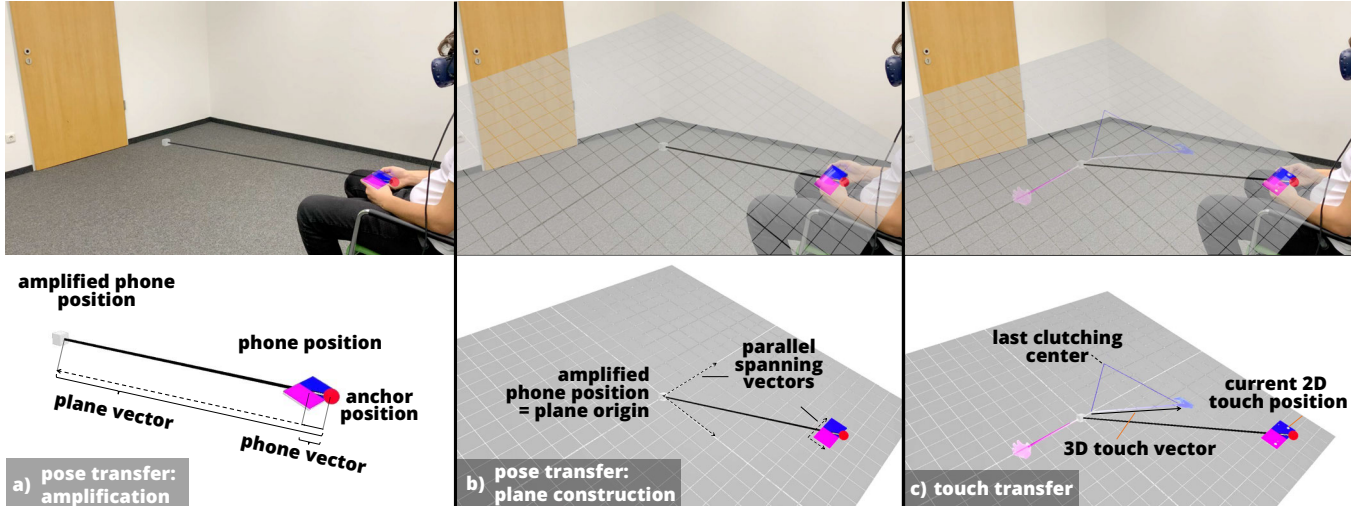 amplified phone
position
phone position
anchor
position
plane vector
phone vector
a) pose transfer:
amplification
amplified
phone position
= plane origin
parallel
spanning
vectors
b) pose transfer:
plane construction
last clutching
center
current 2D
touch position
3D touch vector
c) touch transfer